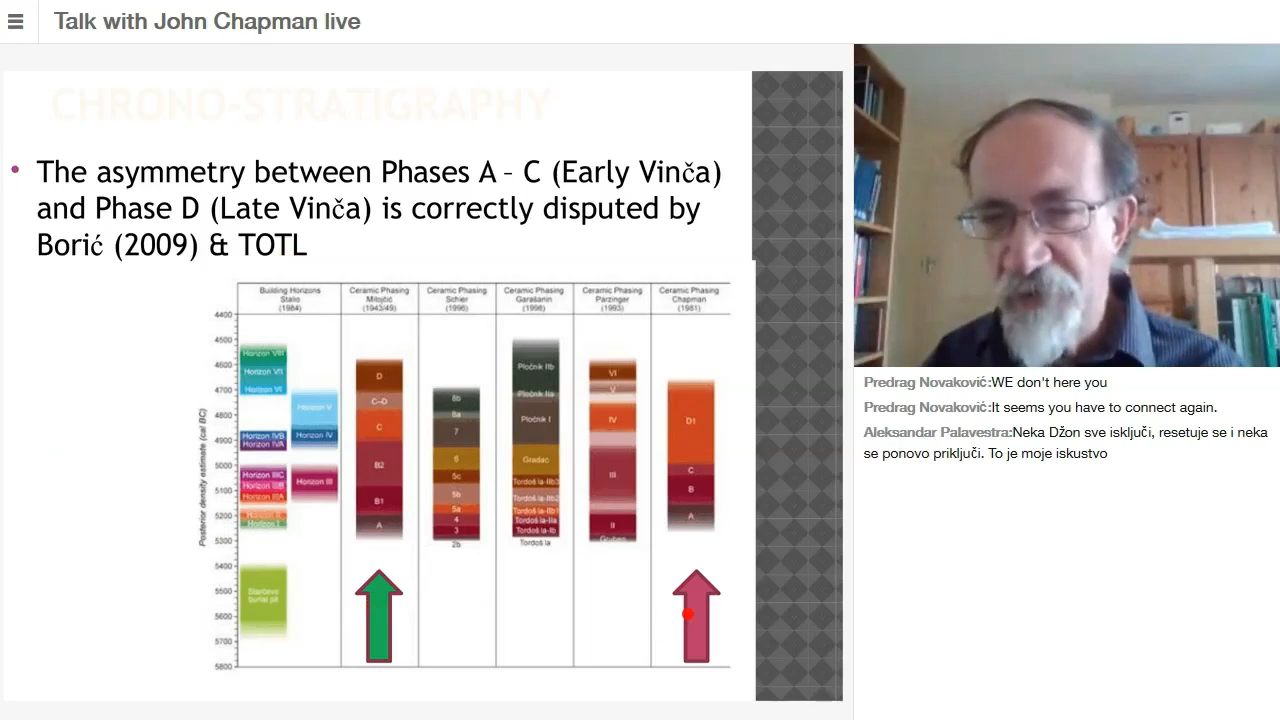 Talk with John Chapman live
CHRONO-STRATIGRAPHY
• The asymmetry between Phases A – C (Early Vinča)
and Phase D (Late Vinča) is correctly disputed by
Borić (2009) & TOTL
Building Horizons
Stalio
(1984)
Ceramic Phasing
Milojčić
(1943/49)
Ceramic Phasing
Schier
(1996)
Ceramic Phasing
Garašanin
(1998)
Ceramic Phasing
Parzinger
(1993)
Ceramic Phasing
Chapman
(1981)
Posterior density estimate (cal BC)
4400
4500
4600
4700
4800
4900
5000
5100
5200
5300
5400
5500
5600
5700
5800
Horizon VIII
Horizon VII
Horizon VI
Horizon IVB
Horizon IVA
Horizon IIIC
Horizon IIIB
Horizon IIIA
Horizon II
Horizon I
Starčevo
burial pit
Horizon V
Horizon IV
Horizon III
D
C–D
C
B2
B1
A
8b
8a
7
6
5c
5b
5a
4
3
2b
Pločnik IIb
Pločnik IIa
Pločnik I
Gradac
Tordoš Ia-IIb3
Tordoš Ia-IIb2
Tordoš Ia-IIb1
Tordoš Ia-IIa
Tordoš Ia-Ib
Tordoš Ia
VI
V
IV
III
II
D1
C
B
A
Predrag Novaković:WE don't here you
Predrag Novaković:It seems you have to connect again.
Aleksandar Palavestra:Neka Džon sve isključi, resetuje se i neka
se ponovo priključi. To je moje iskustvo